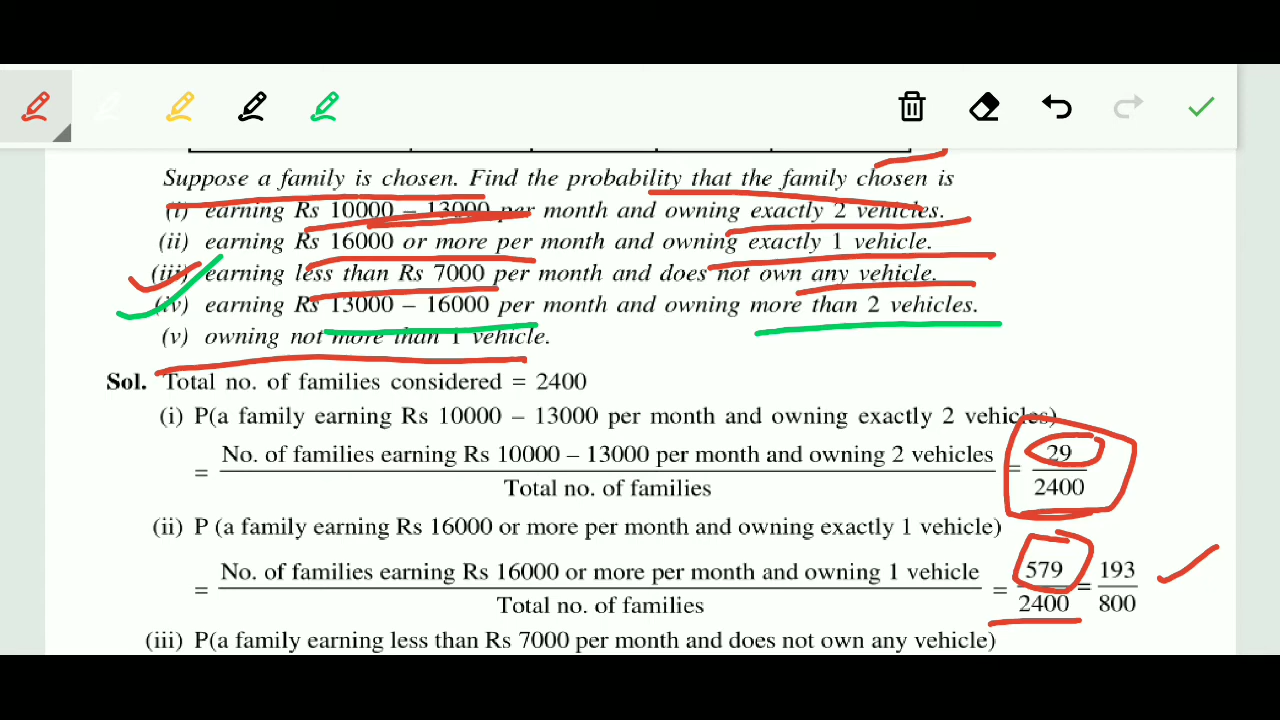 Suppose a family is chosen. Find the probability that the family chosen is
(i) earning Rs 10000 – 13000 per month and owning exactly 2 vehicles.
(ii) earning Rs 16000 or more per month and owning exactly 1 vehicle.
(iii) earning less than Rs 7000 per month and does not own any vehicle.
(iv) earning Rs 13000 – 16000 per month and owning more than 2 vehicles.
(v) owning not more than 1 vehicle.
Sol. Total no. of families considered = 2400
(i) P(a family earning Rs 10000 – 13000 per month and owning exactly 2 vehicles)
= No. of families earning Rs 10000 – 13000 per month and owning 2 vehicles = 29
Total no. of families 2400
(ii) P (a family earning Rs 16000 or more per month and owning exactly 1 vehicle)
= No. of families earning Rs 16000 or more per month and owning 1 vehicle = 579 = 193
Total no. of families 2400 800
(iii) P(a family earning less than Rs 7000 per month and does not own any vehicle)